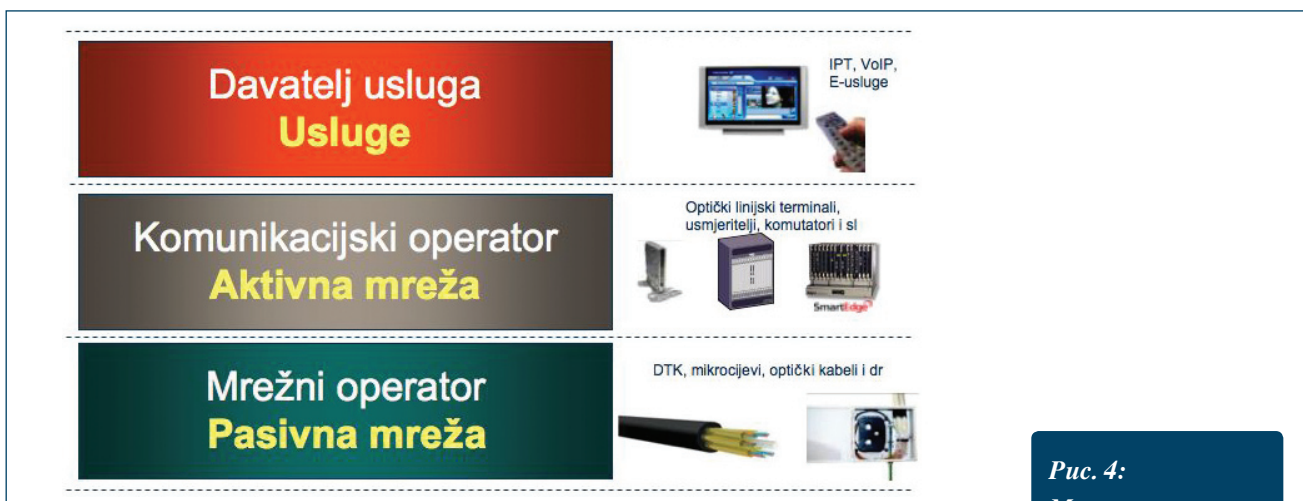 Davatelj usluga
Usluge
IPT, VoIP,
E-usluge
Komunikacijski operator
Aktivna mreža
Optički linijski terminali,
usmjeritelji, komutatori i sl
SmartEdge
Mrežni operator
Pasivna mreža
DTK, mikrocijevi, optički kabeli i dr
Рис. 4: